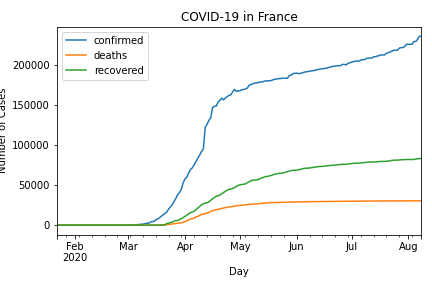 COVID-19 in France
confirmed
deaths
recovered
200000
150000
100000
50000
0
Number of Cases
Feb Mar Apr May Jun Jul Aug
2020
Day